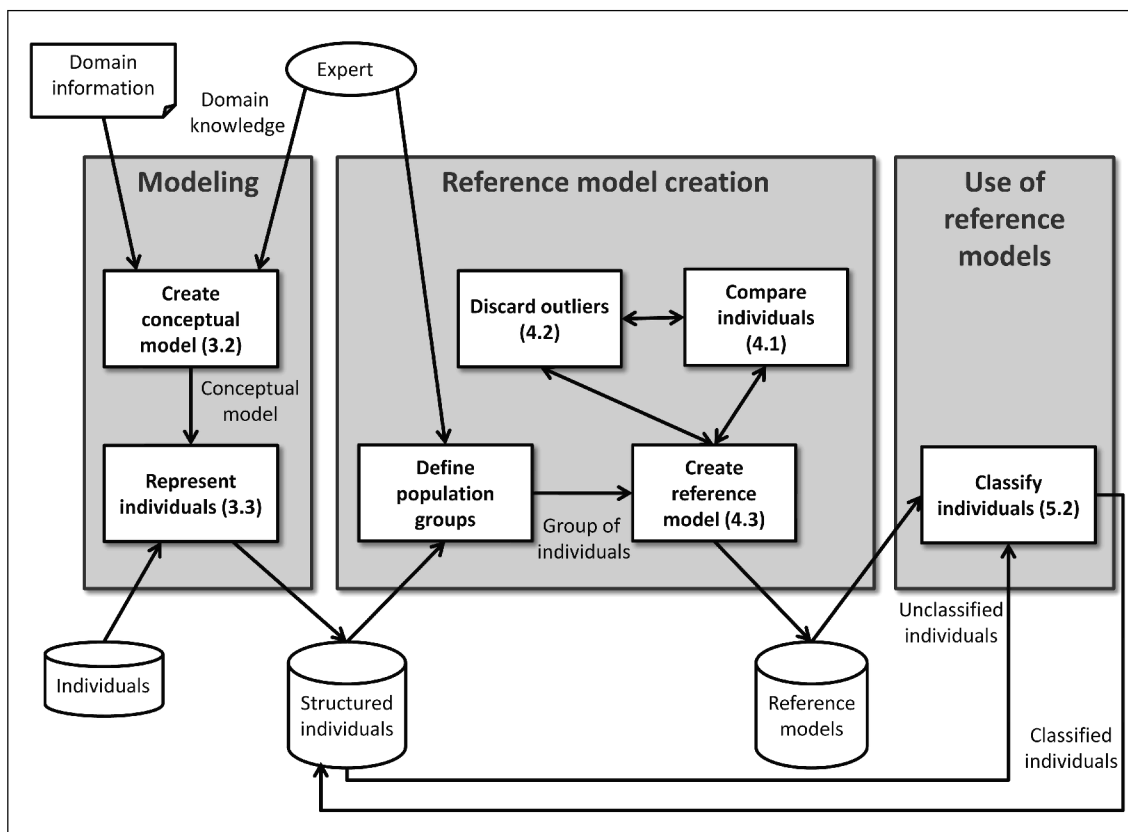 Domain
information
Expert
Domain
knowledge
Modeling
Reference model creation
Use of
reference
models
Create
conceptual
model (3.2)
Discard outliers
(4.2)
Compare
individuals
(4.1)
Conceptual
model
Represent
individuals (3.3)
Define
population
groups
Group of
individuals
Create
reference
model (4.3)
Classify
individuals (5.2)
Unclassified
individuals
Individuals
Structured
individuals
Reference
models
Classified
individuals